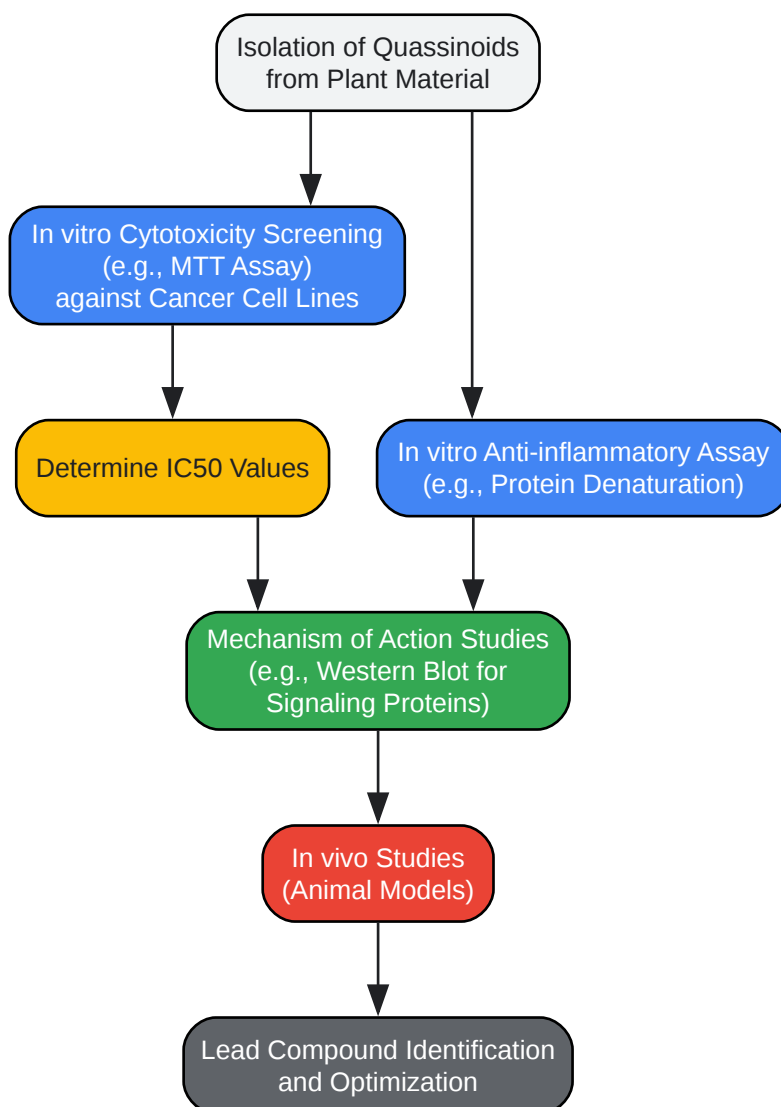 Isolation of Quassinoids
from Plant Material
In vitro Cytotoxicity Screening
(e.g., MTT Assay)
against Cancer Cell Lines
Determine IC50 Values
In vitro Anti-inflammatory Assay
(e.g., Protein Denaturation)
Mechanism of Action Studies
(e.g., Western Blot for
Signaling Proteins)
In vivo Studies
(Animal Models)
Lead Compound Identification
and Optimization